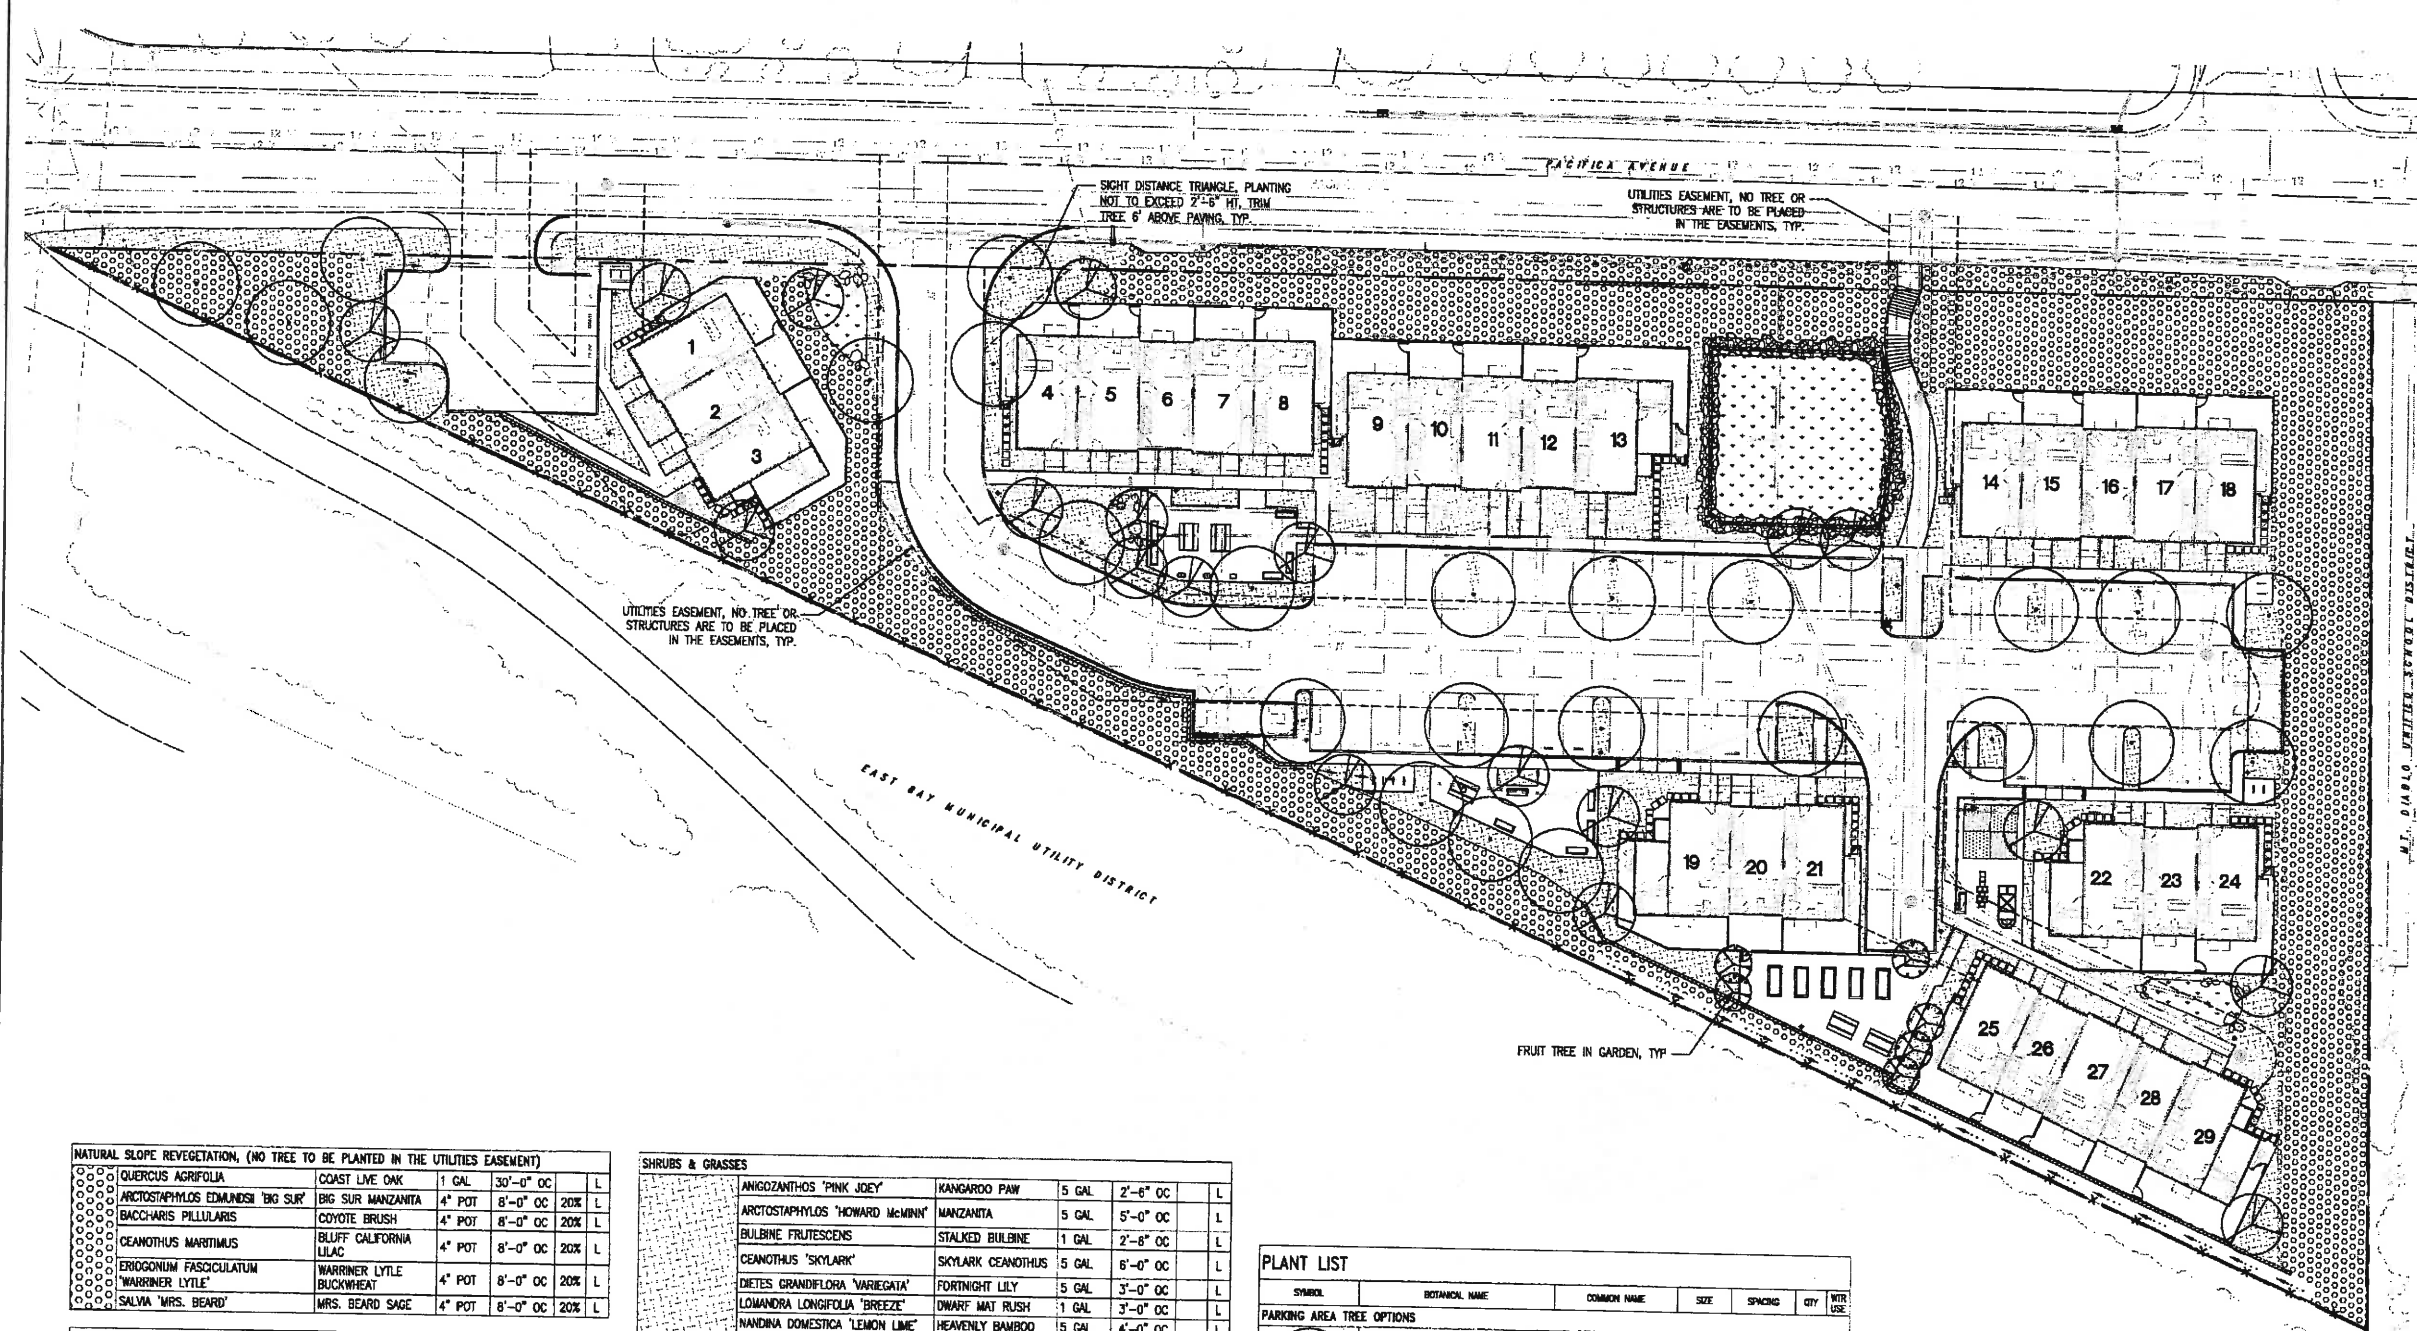 PACIFICA AVENUE
SIGHT DISTANCE TRIANGLE, PLANTING
NOT TO EXCEED 2'-6" HT, TRIM
TREE 6' ABOVE PAVING, TYP.
UTILITIES EASEMENT, NO TREE OR
STRUCTURES ARE TO BE PLACED
IN THE EASEMENTS, TYP.
1
2
3
4 5 6 7 8
9 10 11 12 13
14 15 16 17 18
UTILITIES EASEMENT, NO TREE OR
STRUCTURES ARE TO BE PLACED
IN THE EASEMENTS, TYP.
EAST BAY MUNICIPAL UTILITY DISTRICT
MT. DIABLO UNIFIED SCHOOL DISTRICT
19 20 21
22 23 24
25
26
27
28
29
FRUIT TREE IN GARDEN, TYP
NATURAL SLOPE REVEGETATION, (NO TREE TO BE PLANTED IN THE UTILITIES EASEMENT)
QUERCUS AGRIFOLIA COAST LIVE OAK 1 GAL 30'-0" OC L
ARCTOSTAPHYLOS EDMUNDSII 'BIG SUR' BIG SUR MANZANITA 4" POT 8'-0" OC 20% L
BACCHARIS PILLULARIS COYOTE BRUSH 4" POT 8'-0" OC 20% L
CEANOTHUS MARITIMUS BLUFF CALIFORNIA LILAC 4" POT 8'-0" OC 20% L
ERIOGONUM FASCICULATUM 'WARRINER LYTLE' WARRINER LYTLE BUCKWHEAT 4" POT 8'-0" OC 20% L
SALVIA 'MRS. BEARD' MRS. BEARD SAGE 4" POT 8'-0" OC 20% L
SHRUBS & GRASSES
ANIGOZANTHOS 'PINK JOEY' KANGAROO PAW 5 GAL 2'-6" OC L
ARCTOSTAPHYLOS 'HOWARD McMINN' MANZANITA 5 GAL 5'-0" OC L
BULBINE FRUTESCENS STALKED BULBINE 1 GAL 2'-6" OC L
CEANOTHUS 'SKYLARK' SKYLARK CEANOTHUS 5 GAL 6'-0" OC L
DIETES GRANDIFLORA 'VARIEGATA' FORTNIGHT LILY 5 GAL 3'-0" OC L
LOMANDRA LONGIFOLIA 'BREEZE' DWARF MAT RUSH 1 GAL 3'-0" OC L
NANDINA DOMESTICA 'LEMON LIME' HEAVENLY BAMBOO 5 GAL 4'-0" OC L
PLANT LIST
SYMBOL BOTANICAL NAME COMMON NAME SIZE SPACING QTY WTR USE
PARKING AREA TREE OPTIONS